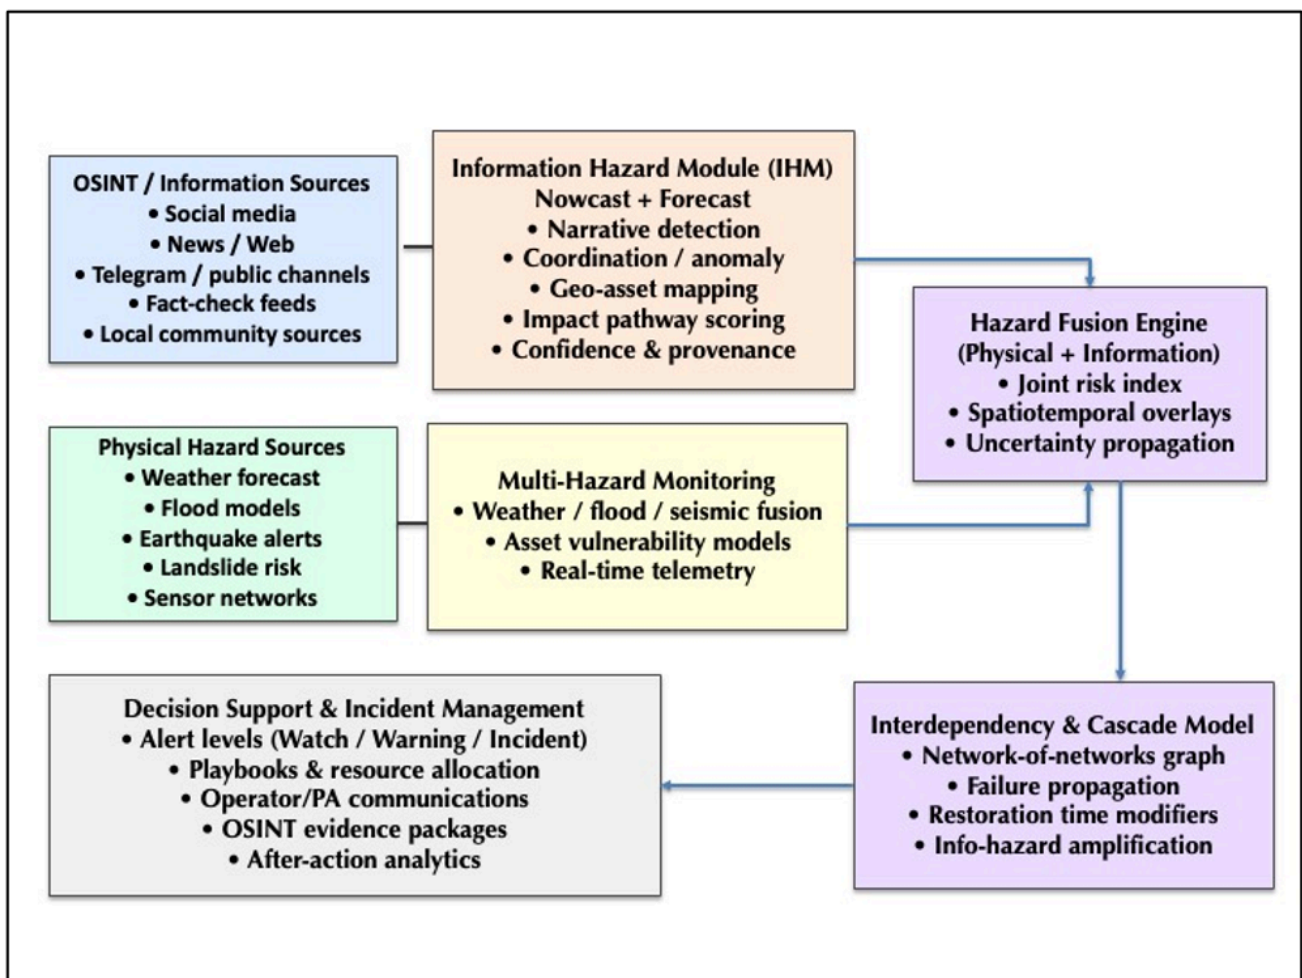 OSINT / Information Sources
• Social media
• News / Web
• Telegram / public channels
• Fact-check feeds
• Local community sources
Information Hazard Module (IHM)
Nowcast + Forecast
• Narrative detection
• Coordination / anomaly
• Geo-asset mapping
• Impact pathway scoring
• Confidence & provenance
Hazard Fusion Engine
(Physical + Information)
• Joint risk index
• Spatiotemporal overlays
• Uncertainty propagation
Physical Hazard Sources
• Weather forecast
• Flood models
• Earthquake alerts
• Landslide risk
• Sensor networks
Multi-Hazard Monitoring
• Weather / flood / seismic fusion
• Asset vulnerability models
• Real-time telemetry
Decision Support & Incident Management
• Alert levels (Watch / Warning / Incident)
• Playbooks & resource allocation
• Operator/PA communications
• OSINT evidence packages
• After-action analytics
Interdependency & Cascade Model
• Network-of-networks graph
• Failure propagation
• Restoration time modifiers
• Info-hazard amplification